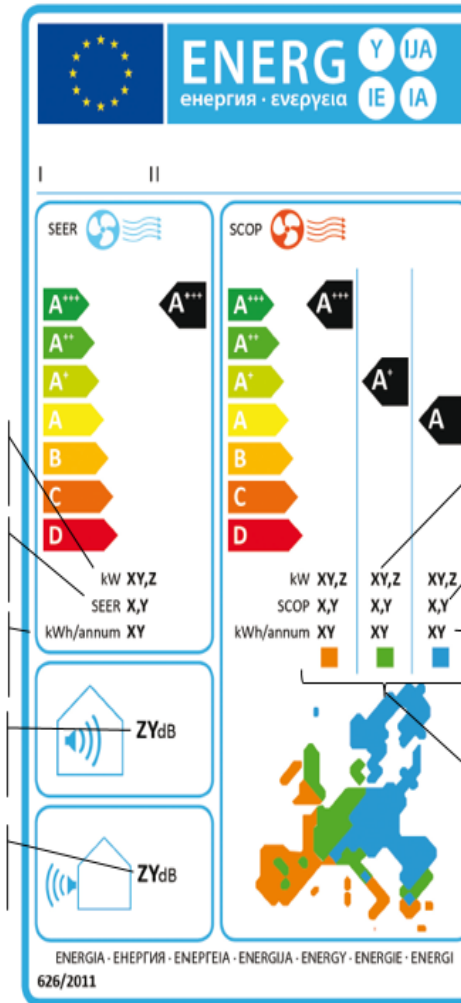 ENERG Y IJA
енергия · ενεργεια IE IA
I II
SEER
A+++ A+++
A++
A+
A
B
C
D
kW XY,Z
SEER X,Y
kWh/annum XY
ZYdB
ZYdB
SCOP
A+++ A+++
A++
A+ A+
A A
B
C
D
kW XY,Z XY,Z XY,Z
SCOP X,Y X,Y X,Y
kWh/annum XY XY XY
ENERGIA · ЕНЕРГИЯ · ΕΝΕΡΓΕΙΑ · ENERGIJA · ENERGY · ENERGIE · ENERGI
626/2011